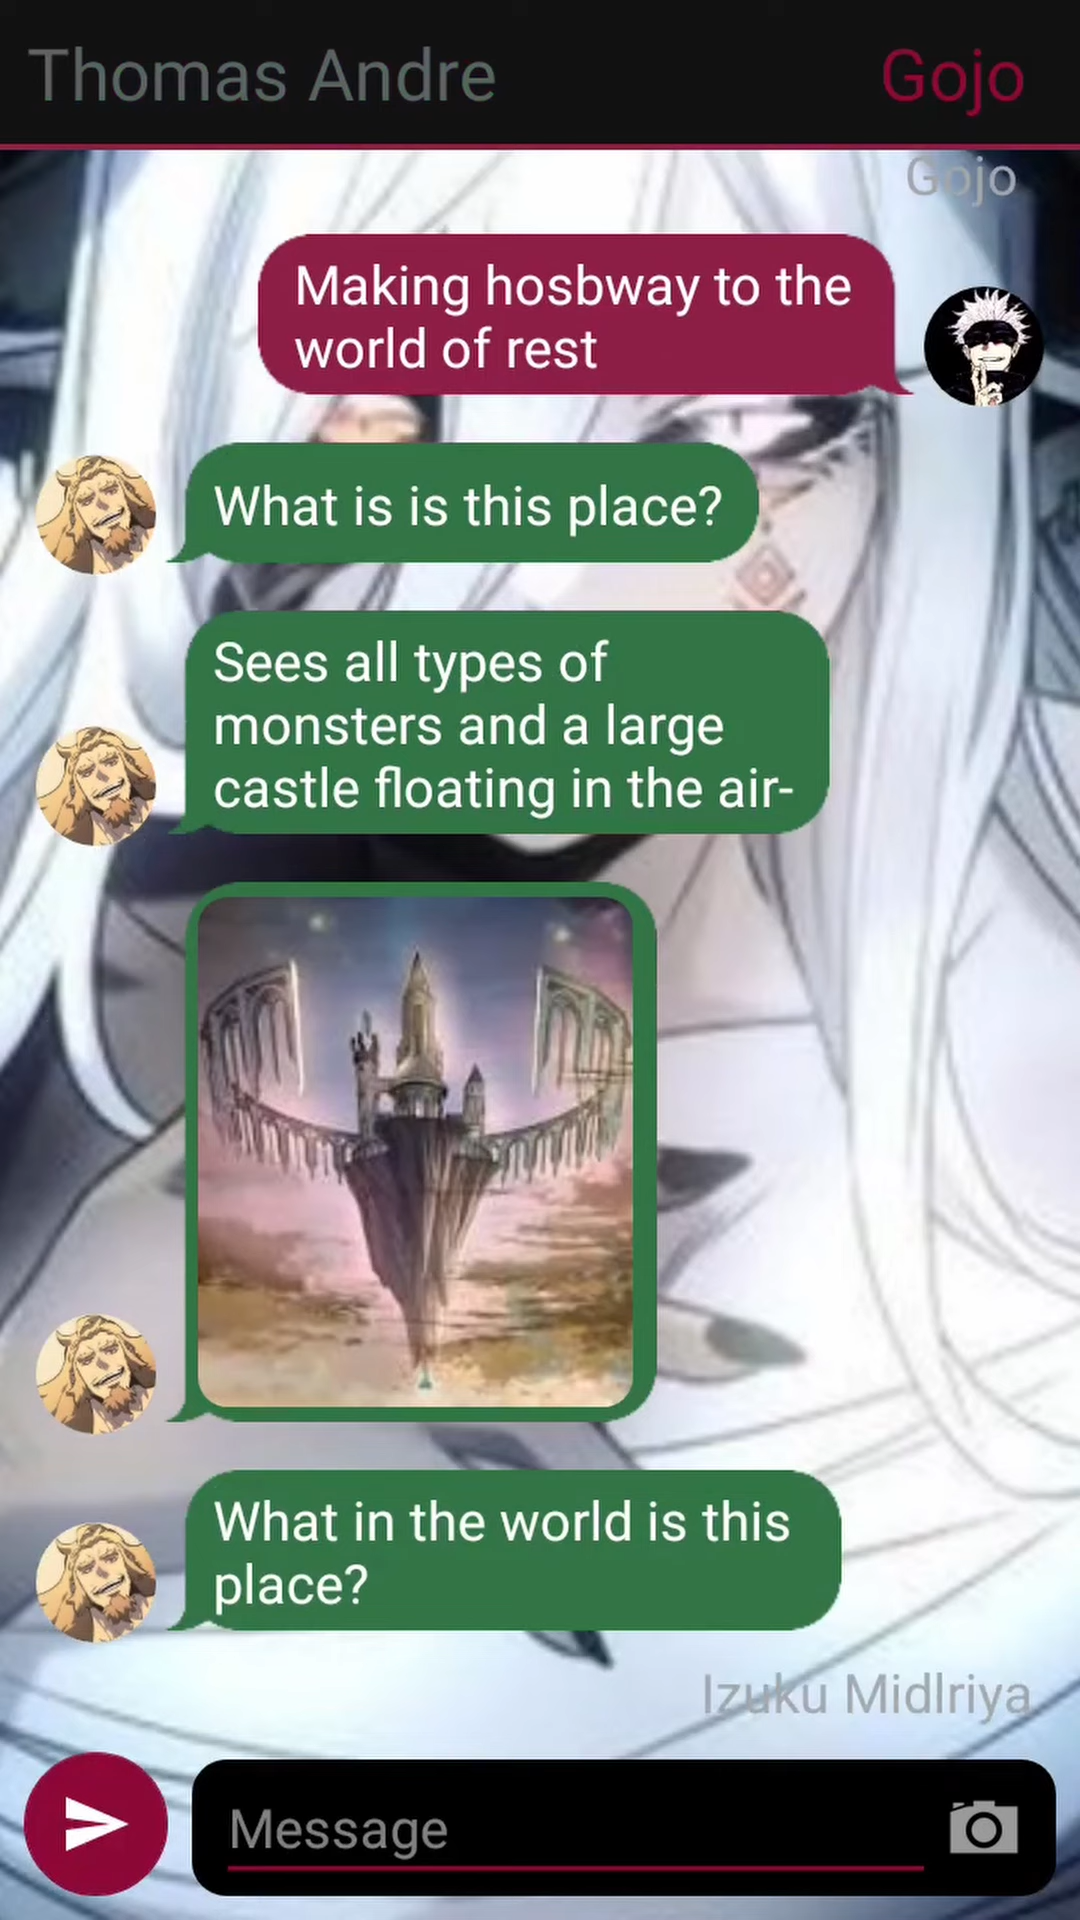 Thomas Andre
Gojo
Gojo
Making hosbway to the
world of rest
What is is this place?
Sees all types of
monsters and a large
castle floating in the air-
What in the world is this
place?
Izuku Midlriya
Message